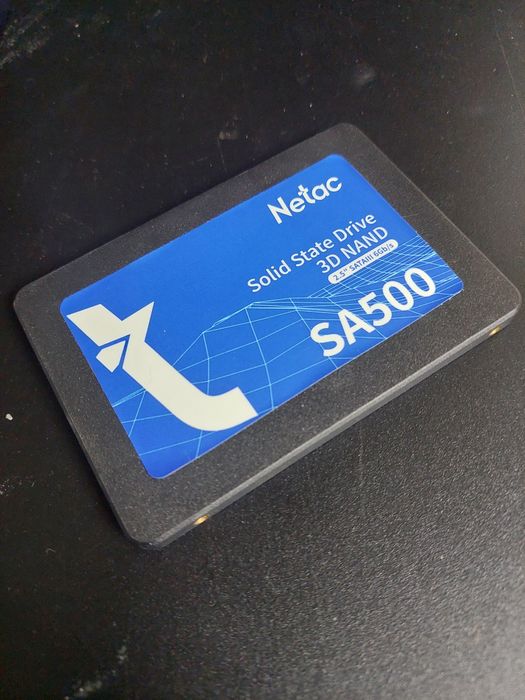 Netac
Solid State Drive
3D NAND
2.5" SATAIII 6Gb/s
SA500